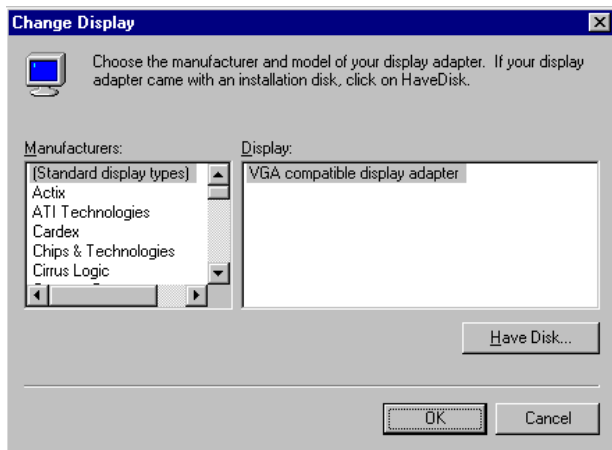 Change Display
Choose the manufacturer and model of your display adapter. If your display
adapter came with an installation disk, click on HaveDisk.
Manufacturers:
(Standard display types)
Actix
ATI Technologies
Cardex
Chips & Technologies
Cirrus Logic
Display:
VGA compatible display adapter
Have Disk...
OK
Cancel